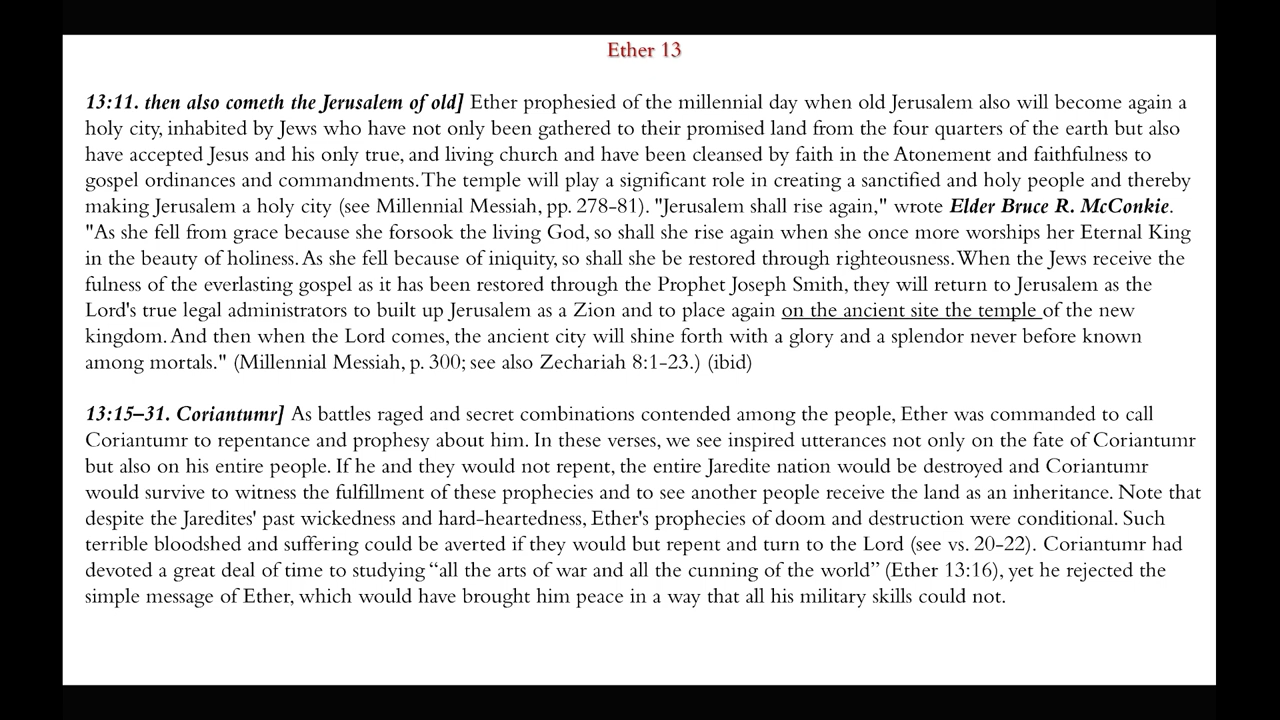 Ether 13
13:11. then also cometh the Jerusalem of old] Ether prophesied of the millennial day when old Jerusalem also will become again a
holy city, inhabited by Jews who have not only been gathered to their promised land from the four quarters of the earth but also
have accepted Jesus and his only true, and living church and have been cleansed by faith in the Atonement and faithfulness to
gospel ordinances and commandments. The temple will play a significant role in creating a sanctified and holy people and thereby
making Jerusalem a holy city (see Millennial Messiah, pp. 278-81). "Jerusalem shall rise again," wrote Elder Bruce R. McConkie.
"As she fell from grace because she forsook the living God, so shall she rise again when she once more worships her Eternal King
in the beauty of holiness. As she fell because of iniquity, so shall she be restored through righteousness. When the Jews receive the
fulness of the everlasting gospel as it has been restored through the Prophet Joseph Smith, they will return to Jerusalem as the
Lord's true legal administrators to built up Jerusalem as a Zion and to place again on the ancient site the temple of the new
kingdom. And then when the Lord comes, the ancient city will shine forth with a glory and a splendor never before known
among mortals." (Millennial Messiah, p. 300; see also Zechariah 8:1-23.) (ibid)
13:15–31. Coriantumr] As battles raged and secret combinations contended among the people, Ether was commanded to call
Coriantumr to repentance and prophesy about him. In these verses, we see inspired utterances not only on the fate of Coriantumr
but also on his entire people. If he and they would not repent, the entire Jaredite nation would be destroyed and Coriantumr
would survive to witness the fulfillment of these prophecies and to see another people receive the land as an inheritance. Note that
despite the Jaredites' past wickedness and hard-heartedness, Ether's prophecies of doom and destruction were conditional. Such
terrible bloodshed and suffering could be averted if they would but repent and turn to the Lord (see vs. 20-22). Coriantumr had
devoted a great deal of time to studying “all the arts of war and all the cunning of the world” (Ether 13:16), yet he rejected the
simple message of Ether, which would have brought him peace in a way that all his military skills could not.